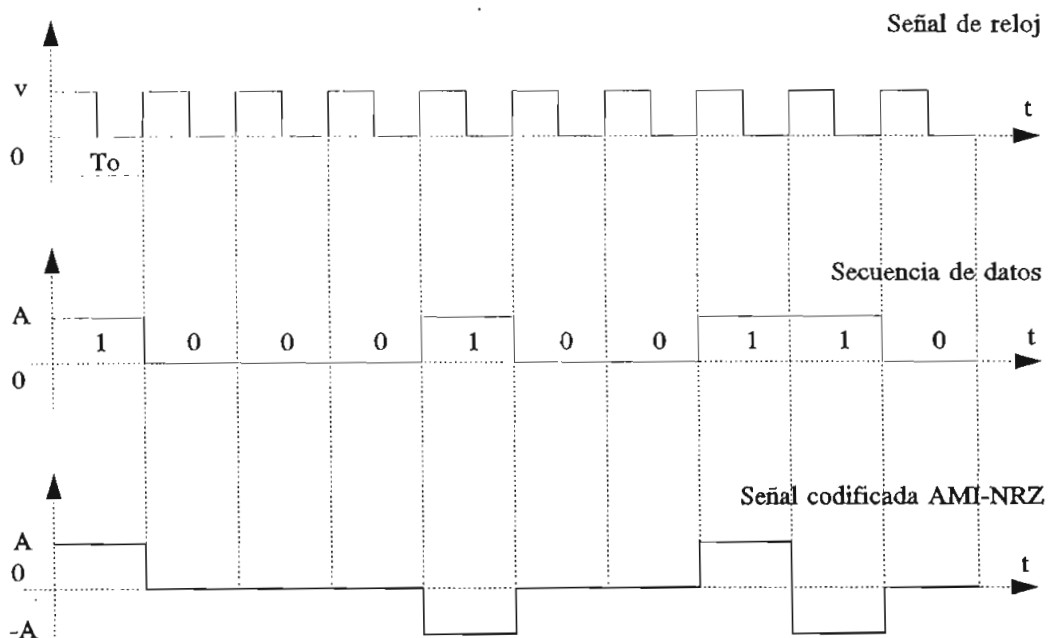 Señal de reloj
v
t
0
To
Secuencia de datos
A
1 0 0 0 1 0 0 1 1 0 t
0
Señal codificada AMI-NRZ
A
0
t
-A